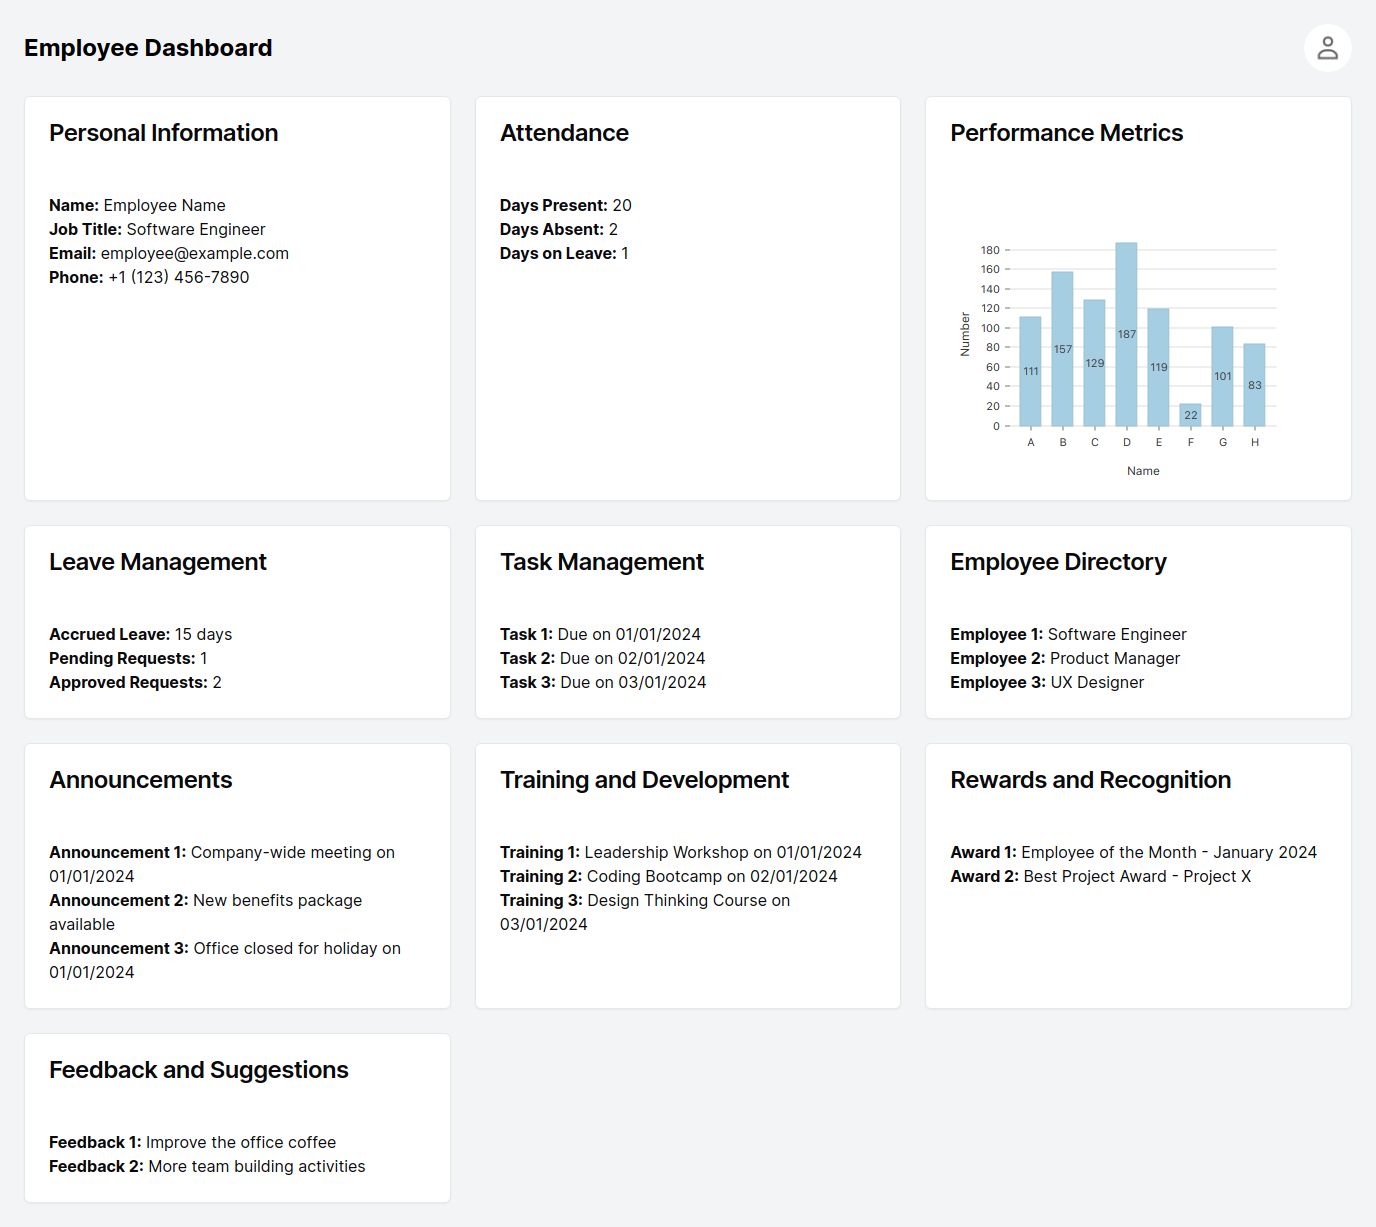 Employee Dashboard
Personal Information
Name: Employee Name
Job Title: Software Engineer
Email: employee@example.com
Phone: +1 (123) 456-7890
Attendance
Days Present: 20
Days Absent: 2
Days on Leave: 1
Performance Metrics
180
160
140
120
100
80
60
40
20
0
Number
111
157
129
187
119
22
101
83
A B C D E F G H
Name
Leave Management
Accrued Leave: 15 days
Pending Requests: 1
Approved Requests: 2
Task Management
Task 1: Due on 01/01/2024
Task 2: Due on 02/01/2024
Task 3: Due on 03/01/2024
Employee Directory
Employee 1: Software Engineer
Employee 2: Product Manager
Employee 3: UX Designer
Announcements
Announcement 1: Company-wide meeting on
01/01/2024
Announcement 2: New benefits package
available
Announcement 3: Office closed for holiday on
01/01/2024
Training and Development
Training 1: Leadership Workshop on 01/01/2024
Training 2: Coding Bootcamp on 02/01/2024
Training 3: Design Thinking Course on
03/01/2024
Rewards and Recognition
Award 1: Employee of the Month - January 2024
Award 2: Best Project Award - Project X
Feedback and Suggestions
Feedback 1: Improve the office coffee
Feedback 2: More team building activities